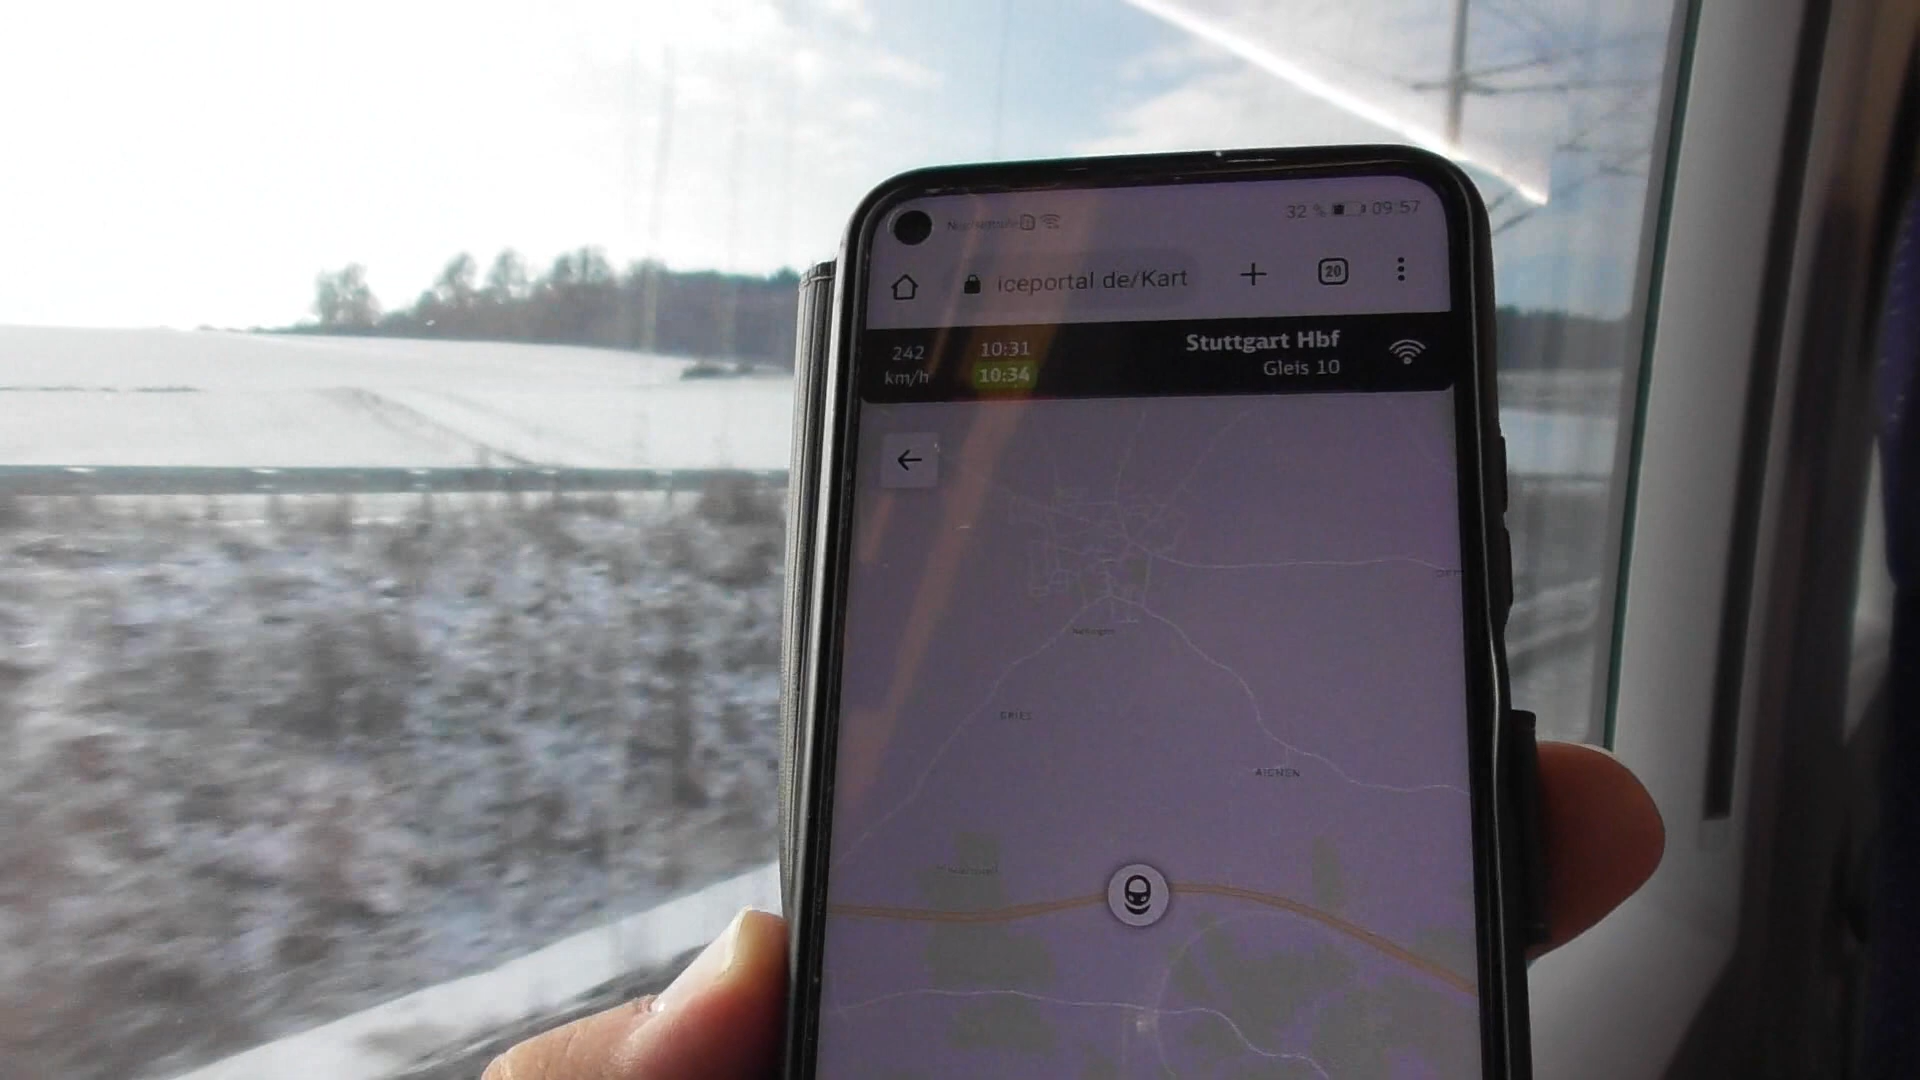 32 % 09:57
iceportal.de/Kart
20
242
km/h
10:31
10:34
Stuttgart Hbf
Gleis 10
Nellingen
GRIES
AICHEN